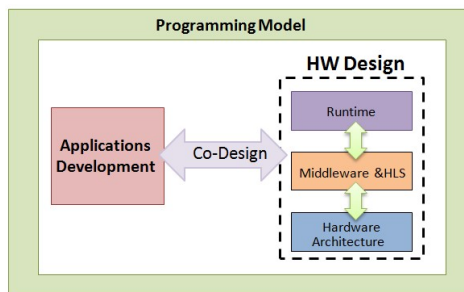 Programming Model
HW Design
Applications
Development
Co-Design
Runtime
Middleware &HLS
Hardware
Architecture